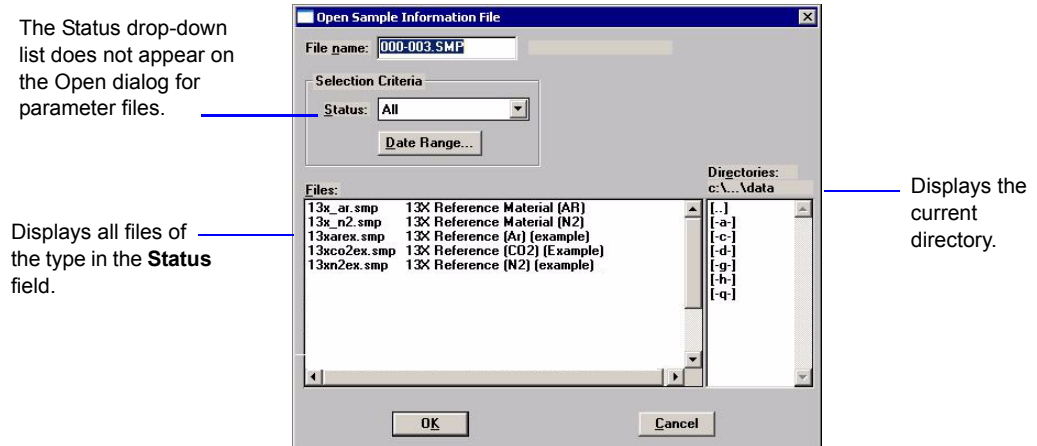 The Status drop-down
list does not appear on
the Open dialog for
parameter files.
Displays all files of
the type in the Status
field.
Open Sample Information File
File name: 000-003.SMP
Selection Criteria
Status: All
Date Range...
Files:
13x_ar.smp 13X Reference Material (AR)
13x_n2.smp 13X Reference Material (N2)
13xarex.smp 13X Reference (Ar) (example)
13xco2ex.smp 13X Reference (CO2) (Example)
13xn2ex.smp 13X Reference (N2) (example)
Directories:
c:\...\data
[..]
[-a-]
[-c-]
[-d-]
[-g-]
[-h-]
[-q-]
OK
Cancel
Displays the
current
directory.